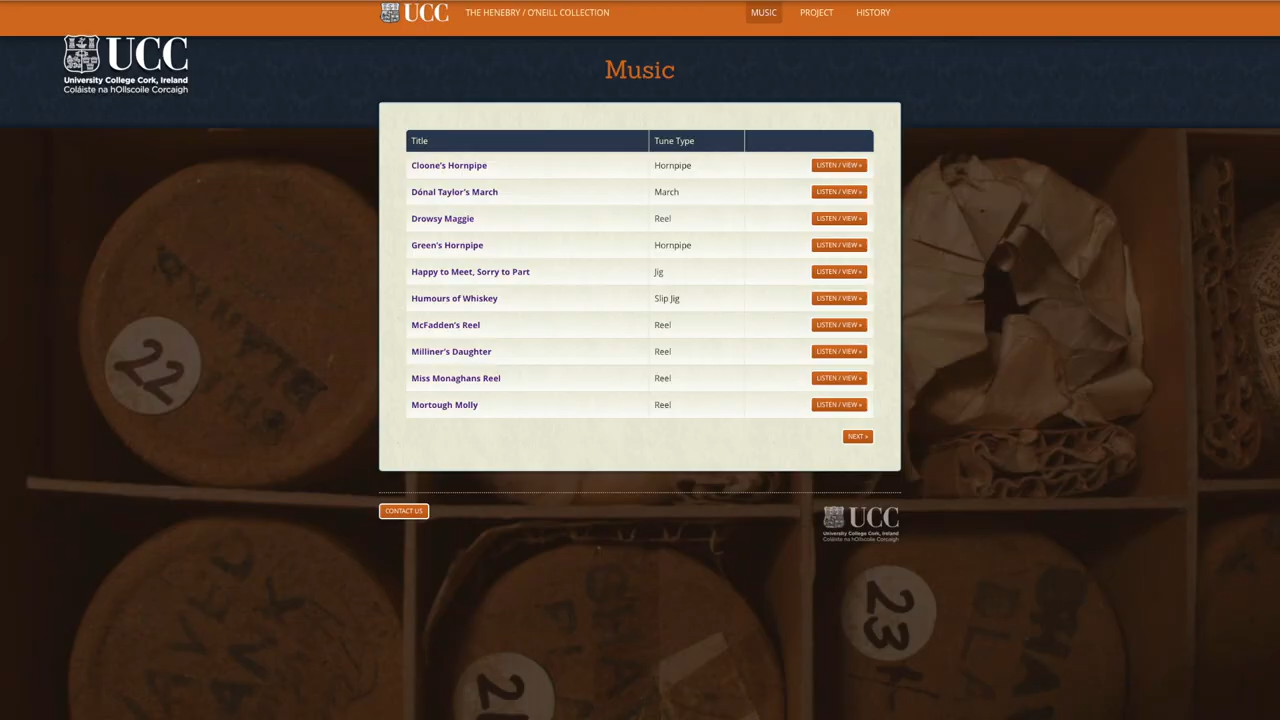 UCC THE HENEBRY / O'NEILL COLLECTION MUSIC PROJECT HISTORY
UCC
University College Cork, Ireland
Coláiste na hOllscoile Corcaigh
Music
Title Tune Type
Cloone's Hornpipe Hornpipe LISTEN / VIEW »
Dónal Taylor's March March LISTEN / VIEW »
Drowsy Maggie Reel LISTEN / VIEW »
Green's Hornpipe Hornpipe LISTEN / VIEW »
Happy to Meet, Sorry to Part Jig LISTEN / VIEW »
Humours of Whiskey Slip Jig LISTEN / VIEW »
McFadden's Reel Reel LISTEN / VIEW »
Milliner's Daughter Reel LISTEN / VIEW »
Miss Monaghans Reel Reel LISTEN / VIEW »
Mortough Molly Reel LISTEN / VIEW »
NEXT »
CONTACT US
UCC
University College Cork, Ireland
Coláiste na hOllscoile Corcaigh
22
23